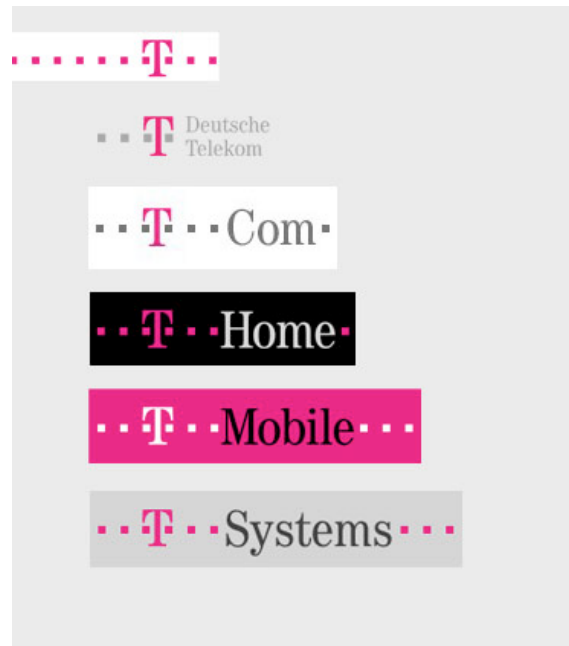 T
T Deutsche
Telekom
T Com
T Home
T Mobile
T Systems